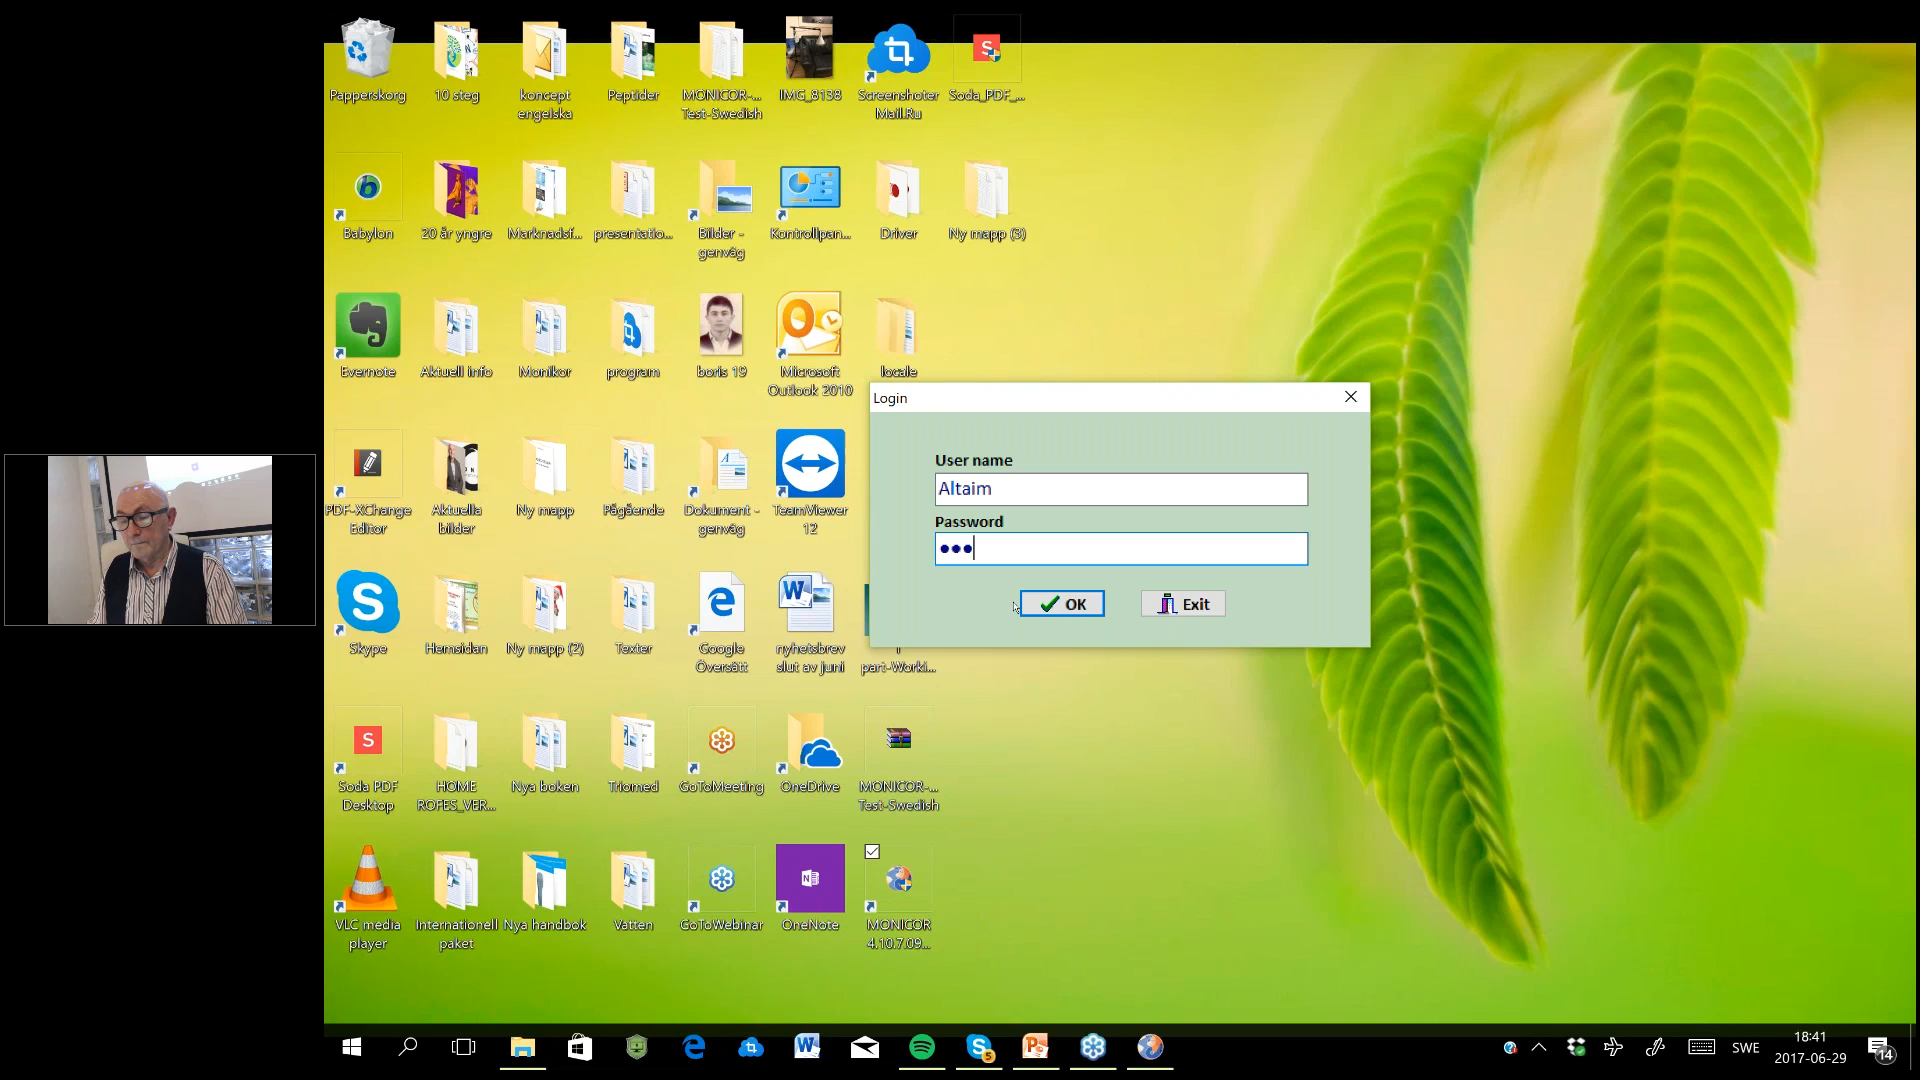 Papperskorg
10 steg
koncept
engelska
Peptider
MONICOR-...
Test-Swedish
IMG_8138
Screenshoter
Mail.Ru
Soda_PDF_...
Babylon
20 år yngre
Marknadsf...
presentatio...
Bilder -
genväg
Kontrollpan...
Driver
Ny mapp (3)
Evernote
Aktuell info
Monikor
program
boris 19
Microsoft
Outlook 2010
locale
PDF-XChange
Editor
Aktuella
bilder
Ny mapp
Pågående
Dokument -
genväg
TeamViewer
12
Login
User name
Altaim
Password
OK
Exit
Skype
Hemsidan
Ny mapp (2)
Texter
Google
Översätt
nyhetsbrev
slut av juni
part-Worki...
Soda PDF
Desktop
HOME
ROFES_VER...
Nya boken
Triomed
GoToMeeting
OneDrive
MONICOR-...
Test-Swedish
VLC media
player
Internationell
paket
Nya handbok
Vatten
GoToWebinar
OneNote
MONICOR
4.10.7.09...
SWE
18:41
2017-06-29
14
5